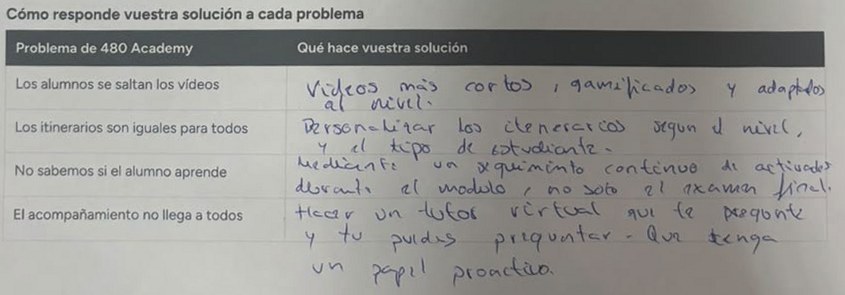 Cómo responde vuestra solución a cada problema
Problema de 480 Academy
Qué hace vuestra solución
Los alumnos se saltan los vídeos
Vídeos más cortos, gamificados y adaptados
al nivel.
Los itinerarios son iguales para todos
Personalizar los itenerarios segun el nivel,
y el tipo de estudiante.
No sabemos si el alumno aprende
Mediante un seguimiento continuo de actividades
durante el modulo, no solo el examen final.
El acompañamiento no llega a todos
Hacer un tutor virtual que te pregunte
y tu puedas preguntar. Que tenga
un papel proactivo.